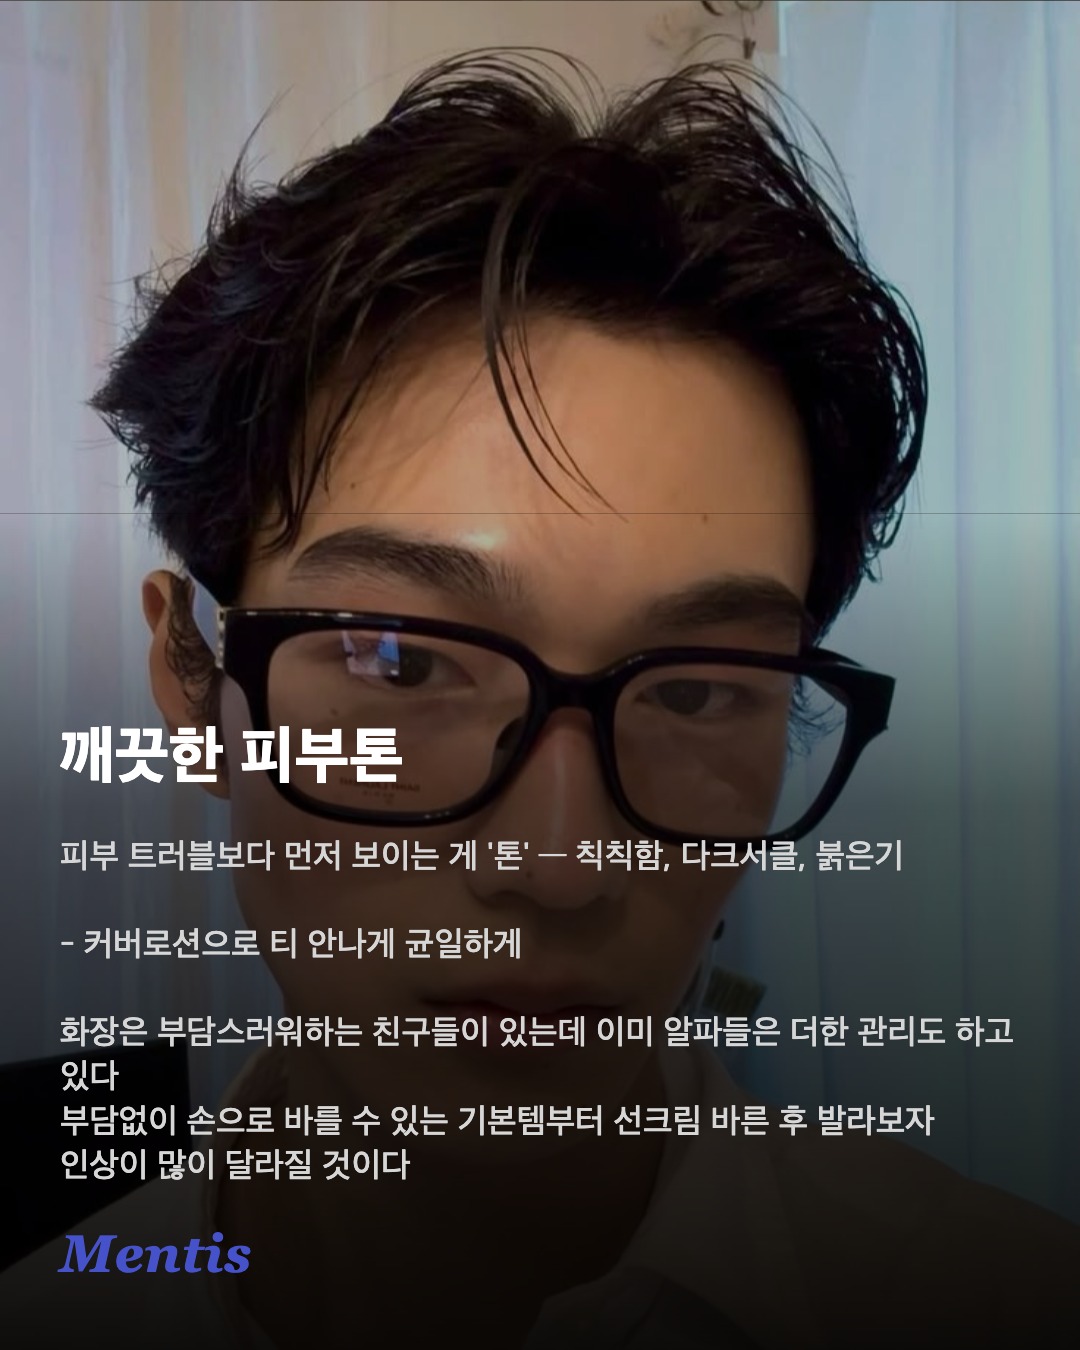 깨끗한 피부톤
피부 트러블보다 먼저 보이는 게 '톤' — 칙칙함, 다크서클, 붉은기
- 커버로션으로 티 안나게 균일하게
화장은 부담스러워하는 친구들이 있는데 이미 알파들은 더한 관리도 하고
있다
부담없이 손으로 바를 수 있는 기본템부터 선크림 바른 후 발라보자
인상이 많이 달라질 것이다
Mentis